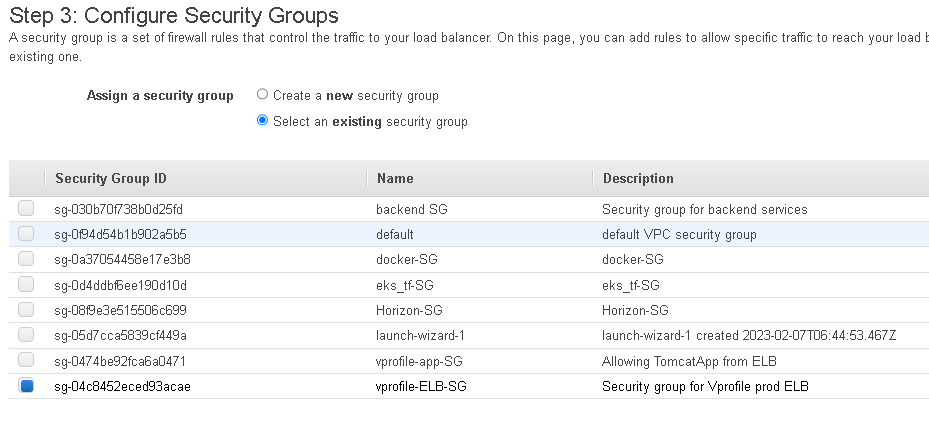 Step 3: Configure Security Groups
A security group is a set of firewall rules that control the traffic to your load balancer. On this page, you can add rules to allow specific traffic to reach your load
existing one.
Assign a security group
Create a new security group
Select an existing security group
Security Group ID Name Description
sg-030b70f738b0d25fd backend SG Security group for backend services
sg-0f94d54b1b902a5b5 default default VPC security group
sg-0a37054458e17e3b8 docker-SG docker-SG
sg-0d4ddbf6ee190d10d eks_tf-SG eks_tf-SG
sg-08f9e3e515506c699 Horizon-SG Horizon-SG
sg-05d7cca5839cf449a launch-wizard-1 launch-wizard-1 created 2023-02-07T06:44:53.467Z
sg-0474be92fca6a0471 vprofile-app-SG Allowing TomcatApp from ELB
sg-04c8452eced93acae vprofile-ELB-SG Security group for Vprofile prod ELB